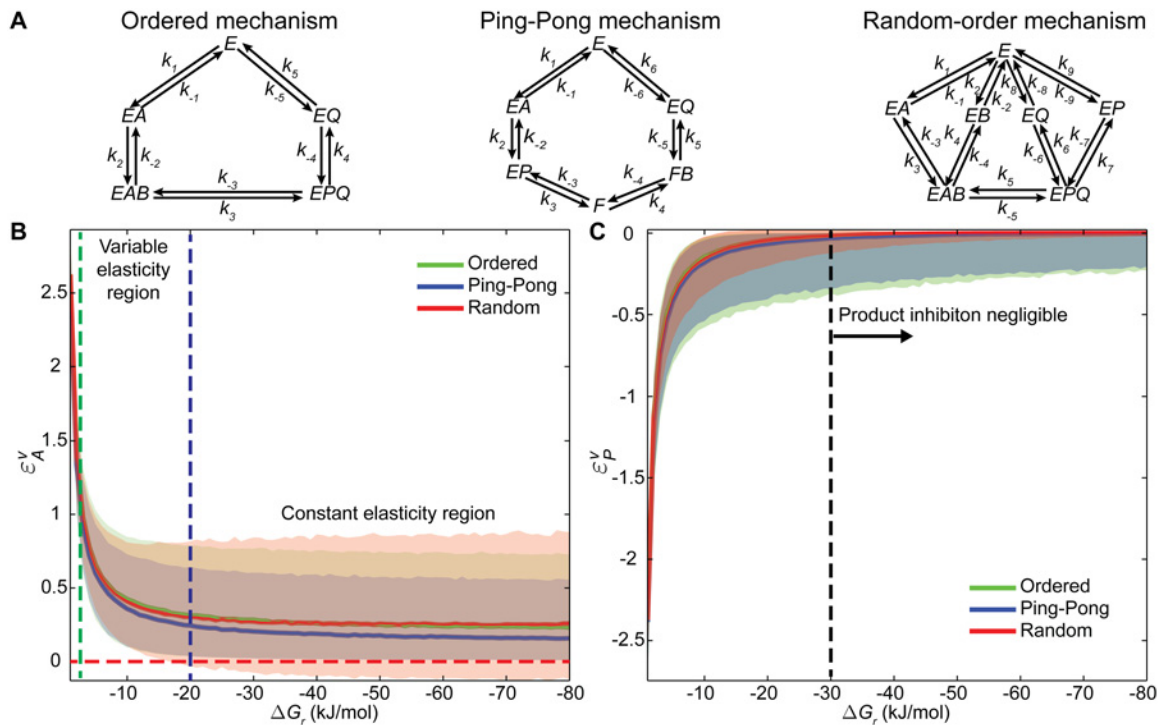 A
Ordered mechanism
E
k1
k-1
k5
k-5
EA
EQ
k2
k-2
k-4
k4
k-3
EAB
EPQ
k3
Ping-Pong mechanism
E
k1
k-1
k6
k-6
EA
EQ
k2
k-2
k-5
k5
EP
FB
k-3
k3
k-4
k4
F
Random-order mechanism
E
k1
k-1
k2
k-2
k8
k-8
k9
k-9
EA
EB
EQ
EP
k-3
k3
k4
k-4
k6
k-6
k-7
k7
k5
EAB
EPQ
k-5
B
Variable
elasticity
region
Ordered
Ping-Pong
Random
Constant elasticity region
2.5
2
1.5
1
0.5
0
εvA
-10
-20
-30
-40
-50
-60
-70
-80
ΔGr (kJ/mol)
C
0
-0.5
-1
-1.5
-2
-2.5
εvP
Product inhibiton negligible
Ordered
Ping-Pong
Random
-10
-20
-30
-40
-50
-60
-70
-80
ΔGr (kJ/mol)